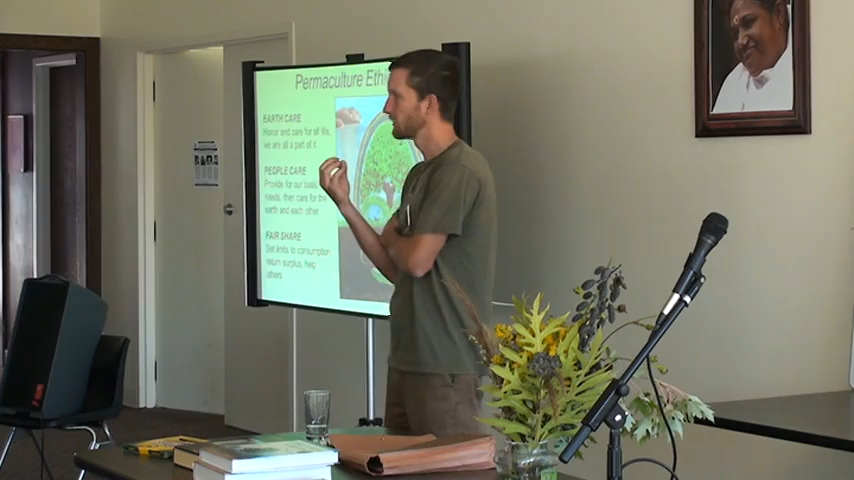 Permaculture Ethi
EARTH CARE
Honor and care for all life,
we are all a part of it
PEOPLE CARE
Provide for our basic
needs, then care for the
earth and each other
FAIR SHARE
Set limits to consumption,
return surplus, help
others